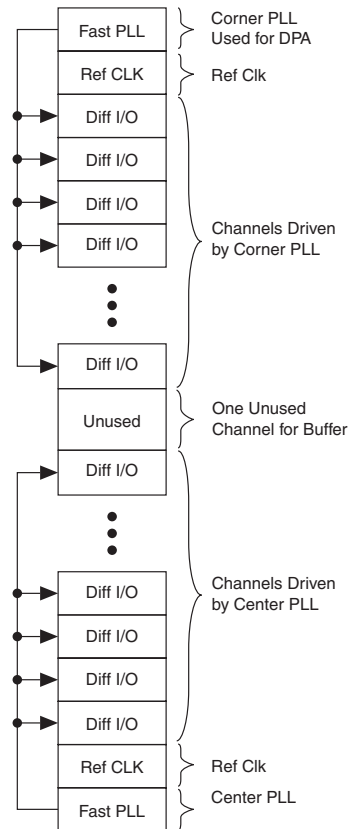 Fast PLL
Corner PLL
Used for DPA
Ref CLK
Ref Clk
Diff I/O
Diff I/O
Diff I/O
Diff I/O
Channels Driven
by Corner PLL
Diff I/O
Unused
One Unused
Channel for Buffer
Diff I/O
Diff I/O
Channels Driven
by Center PLL
Diff I/O
Diff I/O
Diff I/O
Ref CLK
Ref Clk
Fast PLL
Center PLL